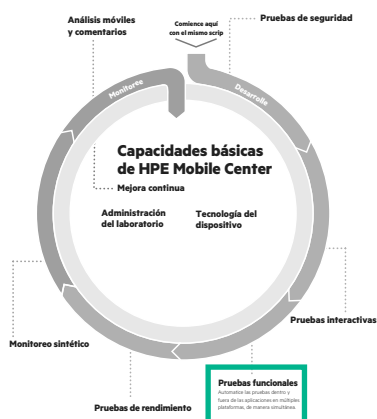 Análisis móviles
y comentarios
Comience aquí
con el mismo scrip
Pruebas de seguridad
Monitoree
Desarrolle
Capacidades básicas
de HPE Mobile Center
Mejora continua
Administración
del laboratorio
Tecnología del
dispositivo
Pruebas interactivas
Monitoreo sintético
Pruebas funcionales
Automatice las pruebas dentro y
fuera de las aplicaciones en múltiples
plataformas, de manera simultánea.
Pruebas de rendimiento